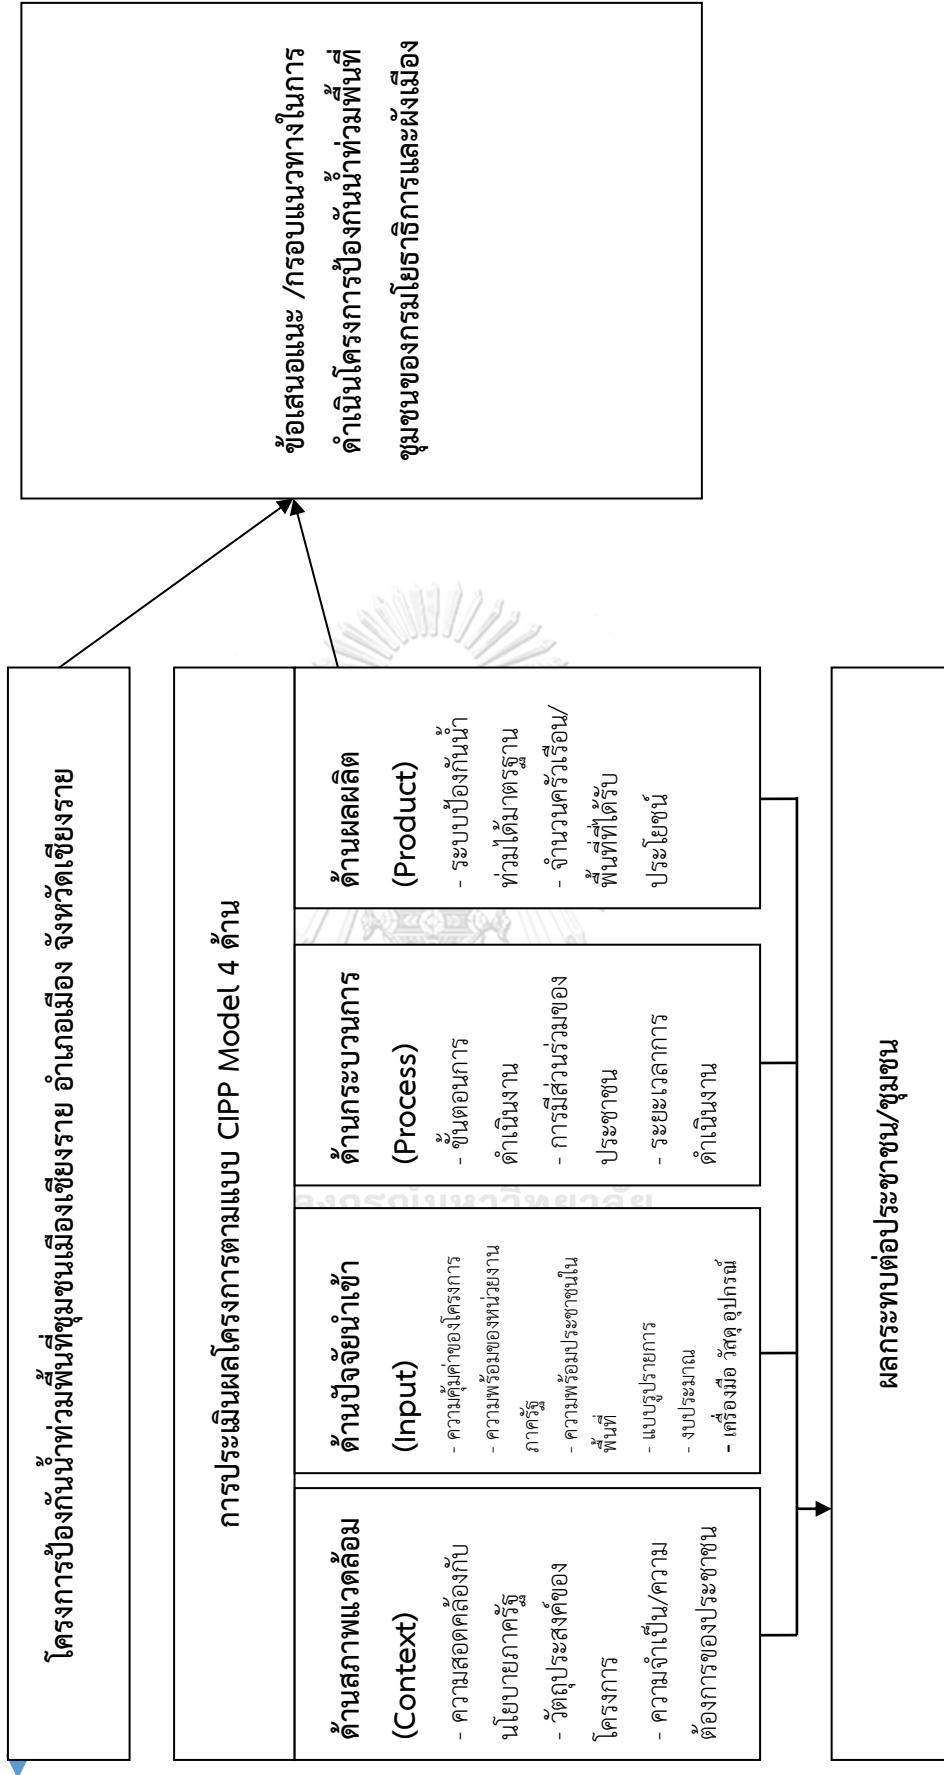 โครงการป้องกันน้ำท่วมพื้นที่ชุมชนเมืองเชียงราย อำเภอเมือง จังหวัดเชียงราย
การประเมินผลโครงการตามแบบ CIPP Model 4 ด้าน
ด้านสภาพแวดล้อม
(Context)
- ความสอดคล้องกับ
นโยบายภาครัฐ
- วัตถุประสงค์ของ
โครงการ
- ความจำเป็น/ความ
ต้องการของประชาชน
ด้านปัจจัยนำเข้า
(Input)
- ความคุ้มค่าของโครงการ
- ความพร้อมของหน่วยงาน
ภาครัฐ
- ความพร้อมประชาชนใน
พื้นที่
- แบบรูปรายการ
- งบประมาณ
- เครื่องมือ วัสดุ อุปกรณ์
ด้านกระบวนการ
(Process)
- ขั้นตอนการ
ดำเนินงาน
- การมีส่วนร่วมของ
ประชาชน
- ระยะเวลาการ
ดำเนินงาน
ด้านผลผลิต
(Product)
- ระบบป้องกันน้ำ
ท่วมได้มาตรฐาน
- จำนวนครัวเรือน/
พื้นที่ที่ได้รับ
ประโยชน์
ผลกระทบต่อประชาชน/ชุมชน
ข้อเสนอแนะ /กรอบแนวทางในการ
ดำเนินโครงการป้องกันน้ำท่วมพื้นที่
ชุมชนของกรมโยธาธิการและผังเมือง